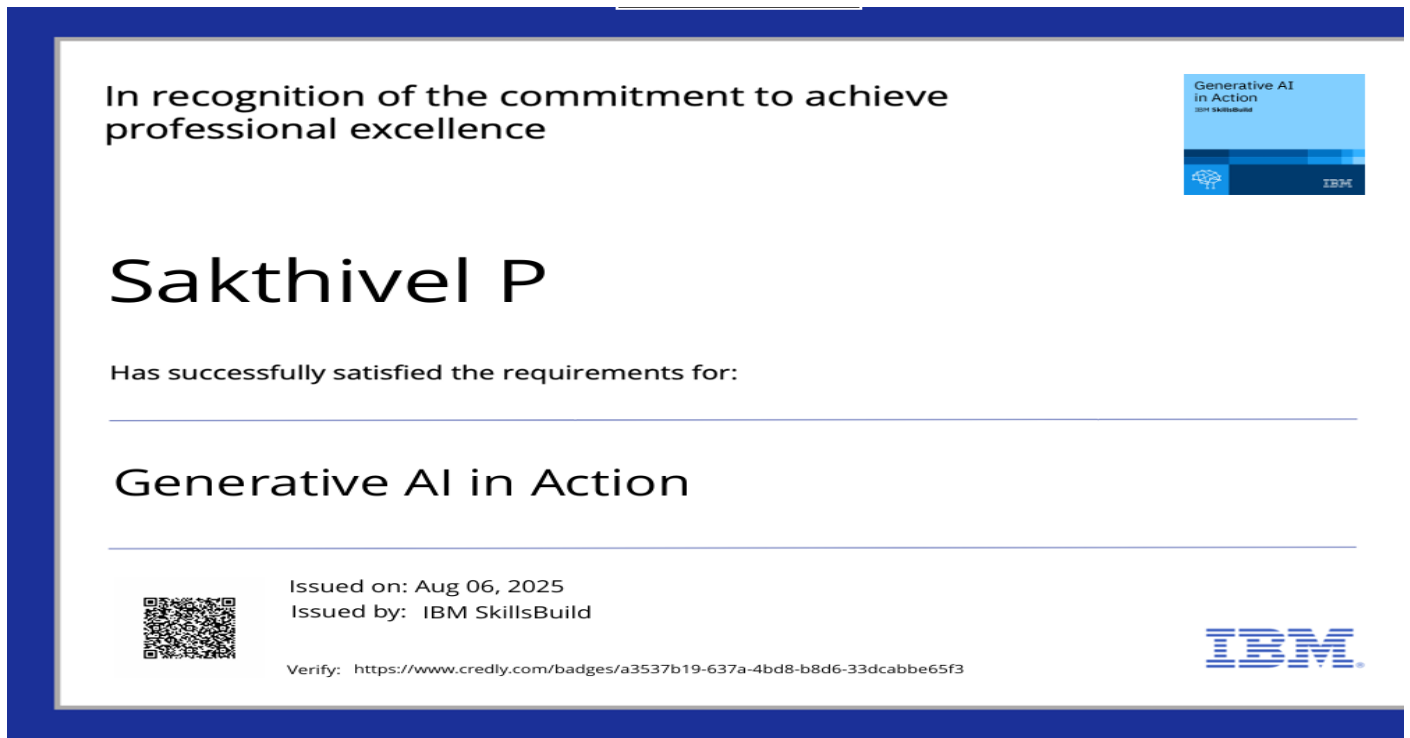 In recognition of the commitment to achieve
professional excellence
Generative AI
in Action
IBM SkillsBuild
IBM
Sakthivel P
Has successfully satisfied the requirements for:
Generative AI in Action
Issued on: Aug 06, 2025
Issued by: IBM SkillsBuild
Verify: https://www.credly.com/badges/a3537b19-637a-4bd8-b8d6-33dcabbe65f3
IBM